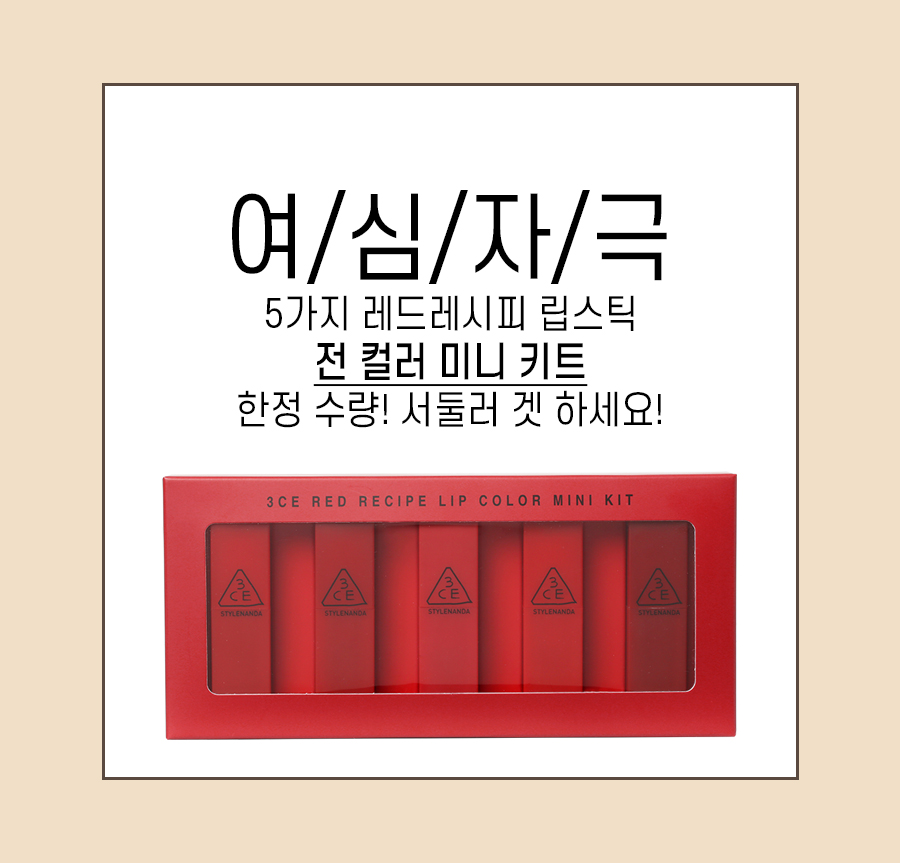 여/심/자/극
5가지 레드레시피 립스틱
전 컬러 미니 키트
한정 수량! 서둘러 겟 하세요!
3CE RED RECIPE LIP COLOR MINI KIT
3CE 3CE 3CE 3CE 3CE
STYLENANDA STYLENANDA STYLENANDA STYLENANDA STYLENANDA